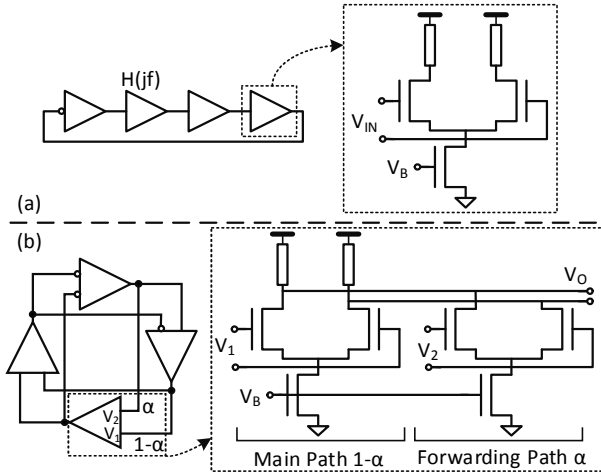 H(jf)
V_IN
V_B
(a)
(b)
V_O
V_1
V_2
α
V_2
V_1
V_B
1-α
Main Path 1-α
Forwarding Path α